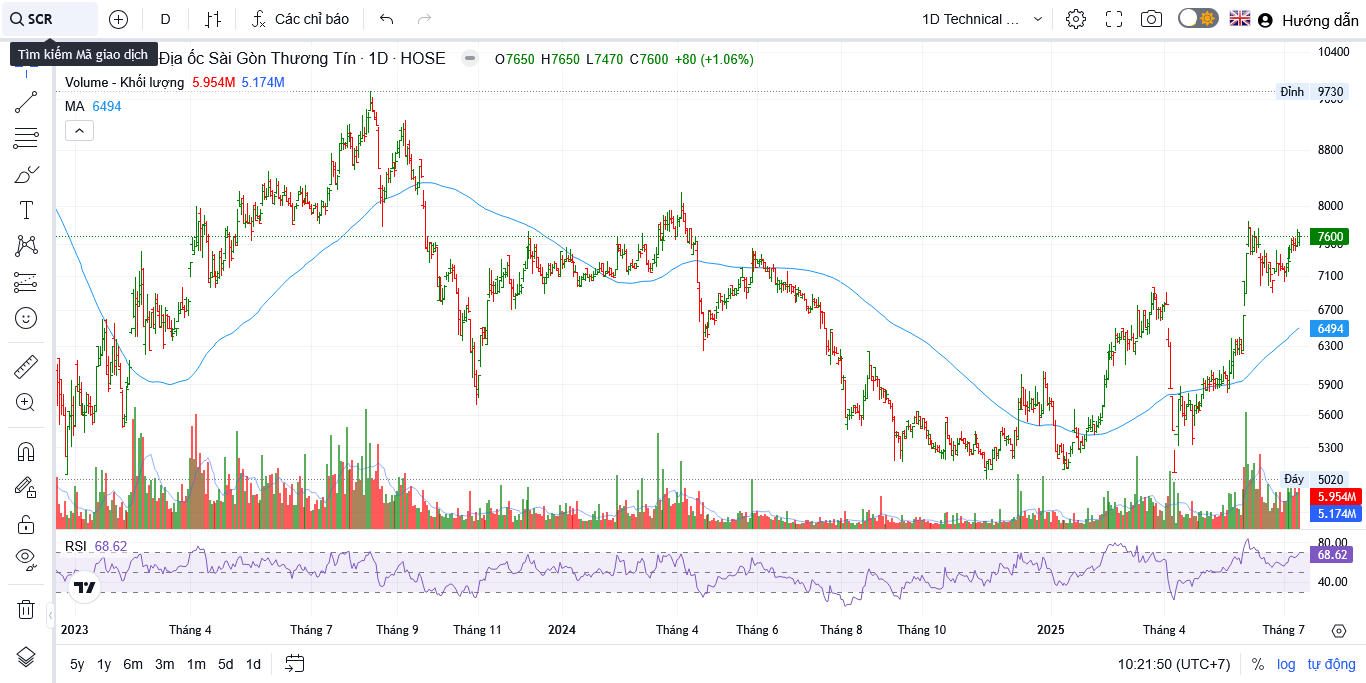 SCR D Các chỉ báo 1D Technical ... Hướng dẫn
Tìm kiếm Mã giao dịch
Địa ốc Sài Gòn Thương Tín · 1D · HOSE O7650 H7650 L7470 C7600 +80 (+1.06%)
Volume - Khối lượng 5.954M 5.174M
MA 6494
10400
Đỉnh 9730
8800
8000
7600
7100
6700
6494
6300
5900
5600
5300
Đáy 5020
5.954M
5.174M
RSI 68.62
80.00
68.62
40.00
2023 Tháng 4 Tháng 7 Tháng 9 Tháng 11 2024 Tháng 4 Tháng 6 Tháng 8 Tháng 10 2025 Tháng 4 Tháng 7
5y 1y 6m 3m 1m 5d 1d 10:21:50 (UTC+7) % log tự động